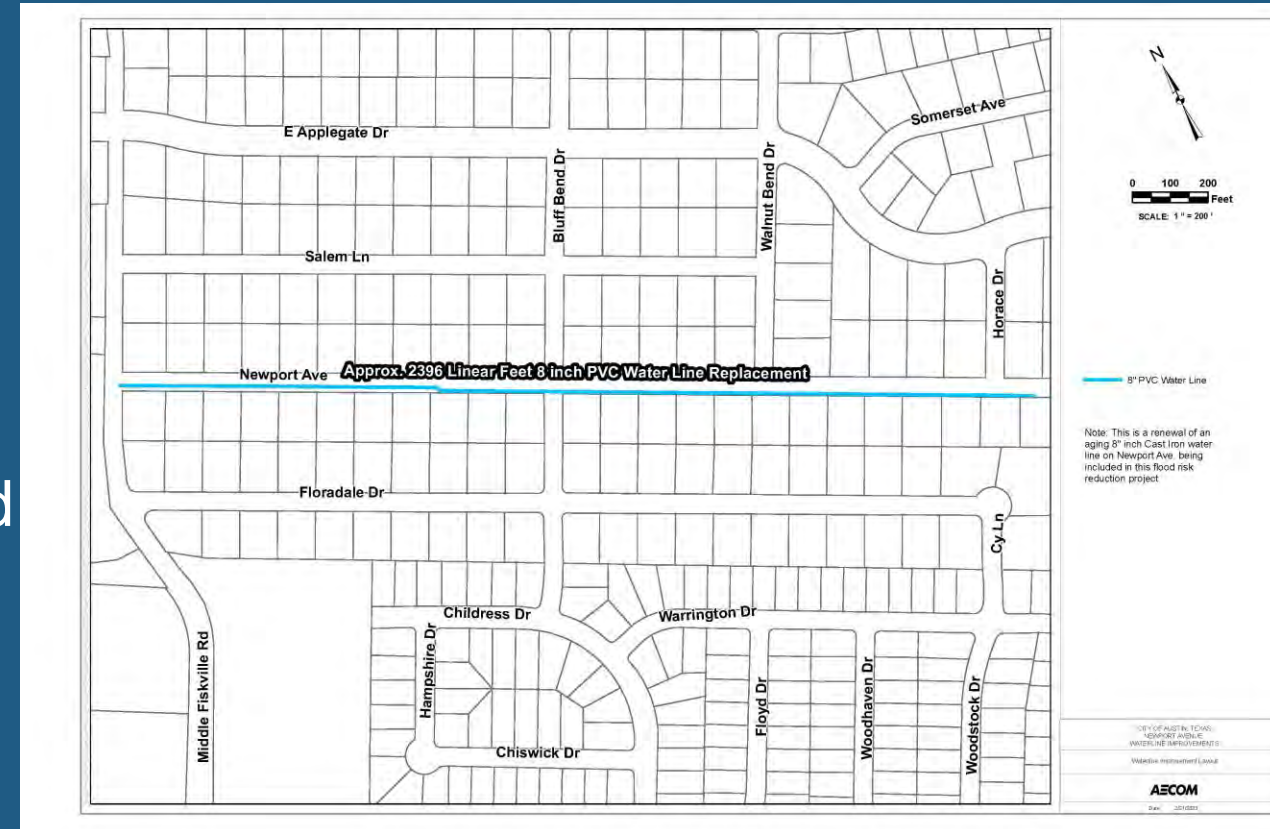 E Applegate Dr
Somerset Ave
Bluff Bend Dr
Walnut Bend Dr
Salem Ln
Horace Dr
Newport Ave
Approx. 2396 Linear Feet 8 inch PVC Water Line Replacement
Floradale Dr
Cy Ln
Childress Dr
Warrington Dr
Middle Fiskville Rd
Hampshire Dr
Floyd Dr
Woodhaven Dr
Woodstock Dr
Chiswick Dr
N
0 100 200
Feet
SCALE: 1 " = 200 '
8" PVC Water Line
Note: This is a renewal of an
aging 8" inch Cast Iron water
line on Newport Ave. being
included in this flood risk
reduction project
CITY OF AUSTIN, TEXAS
NEWPORT AVENUE
WATERLINE IMPROVEMENTS
Waterline Improvement Layout
AECOM
Date:
d